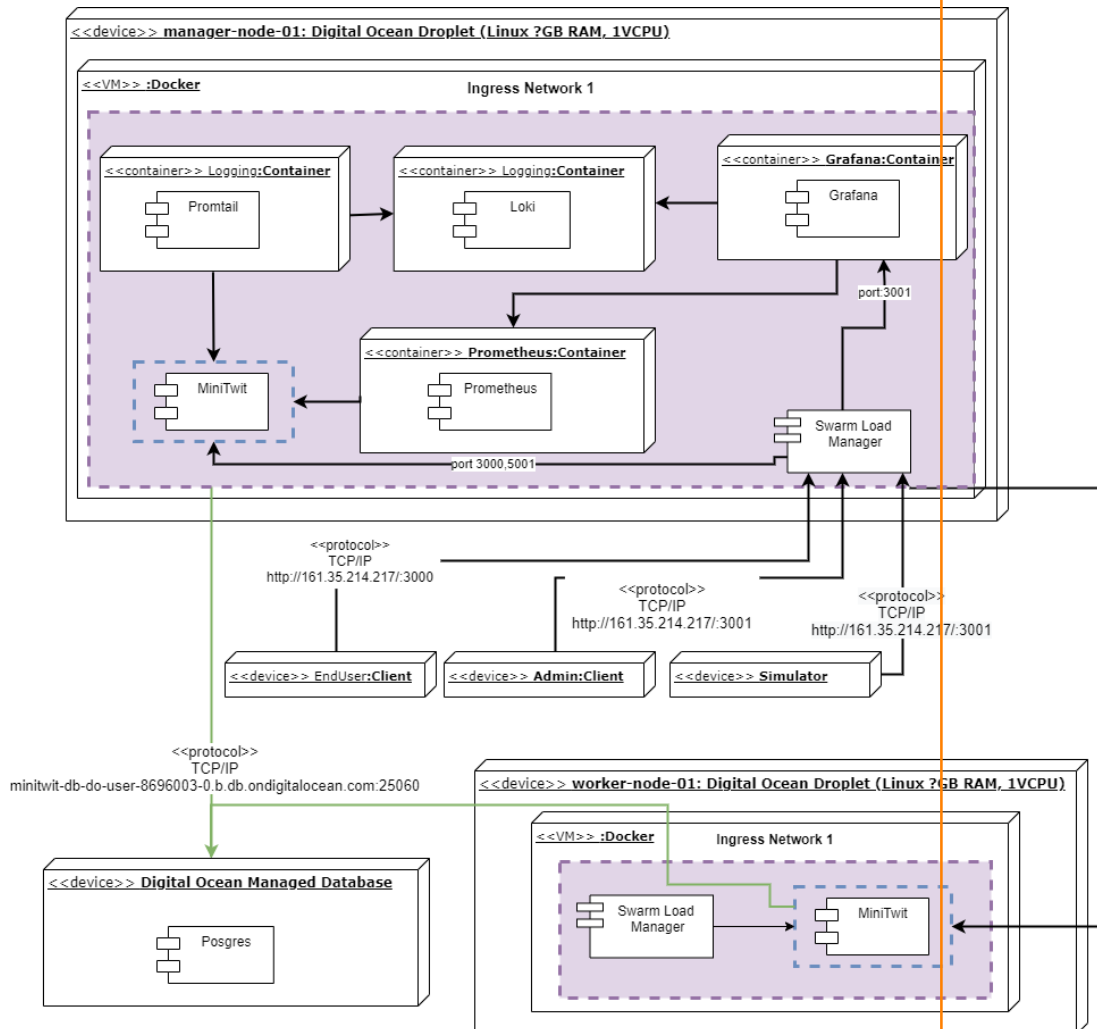 <<device>> manager-node-01: Digital Ocean Droplet (Linux ?GB RAM, 1VCPU)
<<VM>> :Docker
Ingress Network 1
<<container>> Logging:Container
Promtail
<<container>> Logging:Container
Loki
<<container>> Grafana:Container
Grafana
port:3001
<<container>> Prometheus:Container
Prometheus
MiniTwit
Swarm Load
Manager
port 3000,5001
<<protocol>>
TCP/IP
http://161.35.214.217/:3000
<<protocol>>
TCP/IP
http://161.35.214.217/:3001
<<protocol>>
TCP/IP
http://161.35.214.217/:3001
<<device>> EndUser:Client
<<device>> Admin:Client
<<device>> Simulator
<<protocol>>
TCP/IP
minitwit-db-do-user-8696003-0.b.db.ondigitalocean.com:25060
<<device>> worker-node-01: Digital Ocean Droplet (Linux ?GB RAM, 1VCPU)
<<VM>> :Docker
Ingress Network 1
Swarm Load
Manager
MiniTwit
<<device>> Digital Ocean Managed Database
Posgres